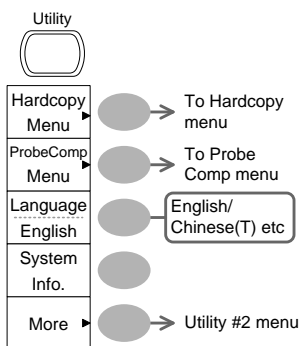 Utility
Hardcopy
Menu
To Hardcopy
menu
ProbeComp
Menu
To Probe
Comp menu
Language
English
English/
Chinese(T) etc
System
Info.
More
Utility #2 menu